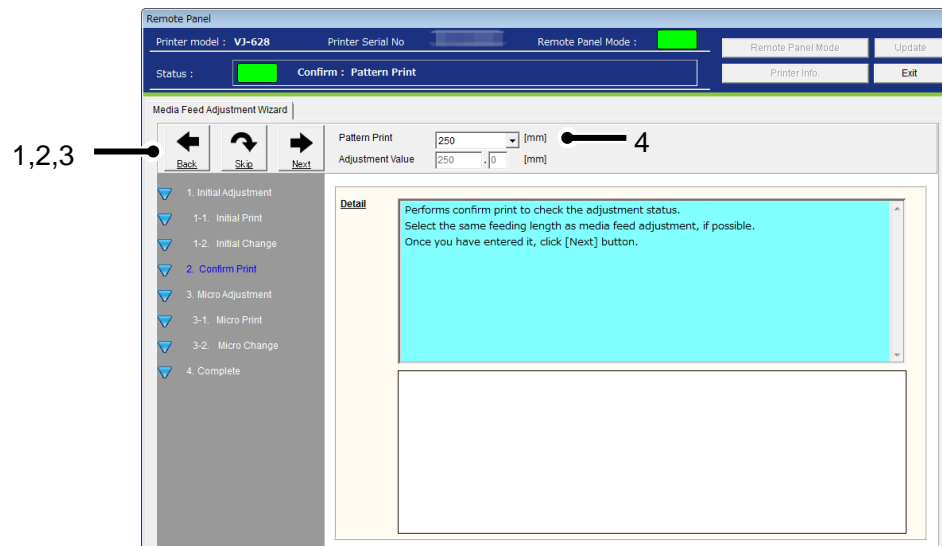 Remote Panel
Printer model : VJ-628 Printer Serial No Remote Panel Mode : Remote Panel Mode Update
Status : Confirm : Pattern Print Printer Info. Exit
Media Feed Adjustment Wizard
1,2,3
Back Skip Next
Pattern Print 250 [mm] 4
Adjustment Value 250 . 0 [mm]
1. Initial Adjustment
1-1. Initial Print
1-2. Initial Change
2. Confirm Print
3. Micro Adjustment
3-1. Micro Print
3-2. Micro Change
4. Complete
Detail
Performs confirm print to check the adjustment status.
Select the same feeding length as media feed adjustment, if possible.
Once you have entered it, click [Next] button.